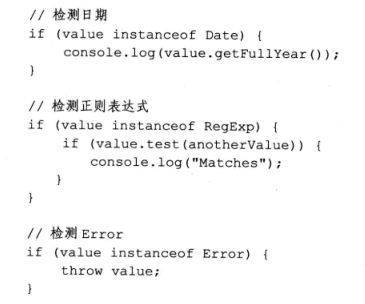 // 检测日期
if (value instanceof Date) {
    console.log(value.getFullYear());
}

// 检测正则表达式
if (value instanceof RegExp) {
    if (value.test(anotherValue)) {
        console.log("Matches");
    }
}

// 检测 Error
if (value instanceof Error) {
    throw value;
}